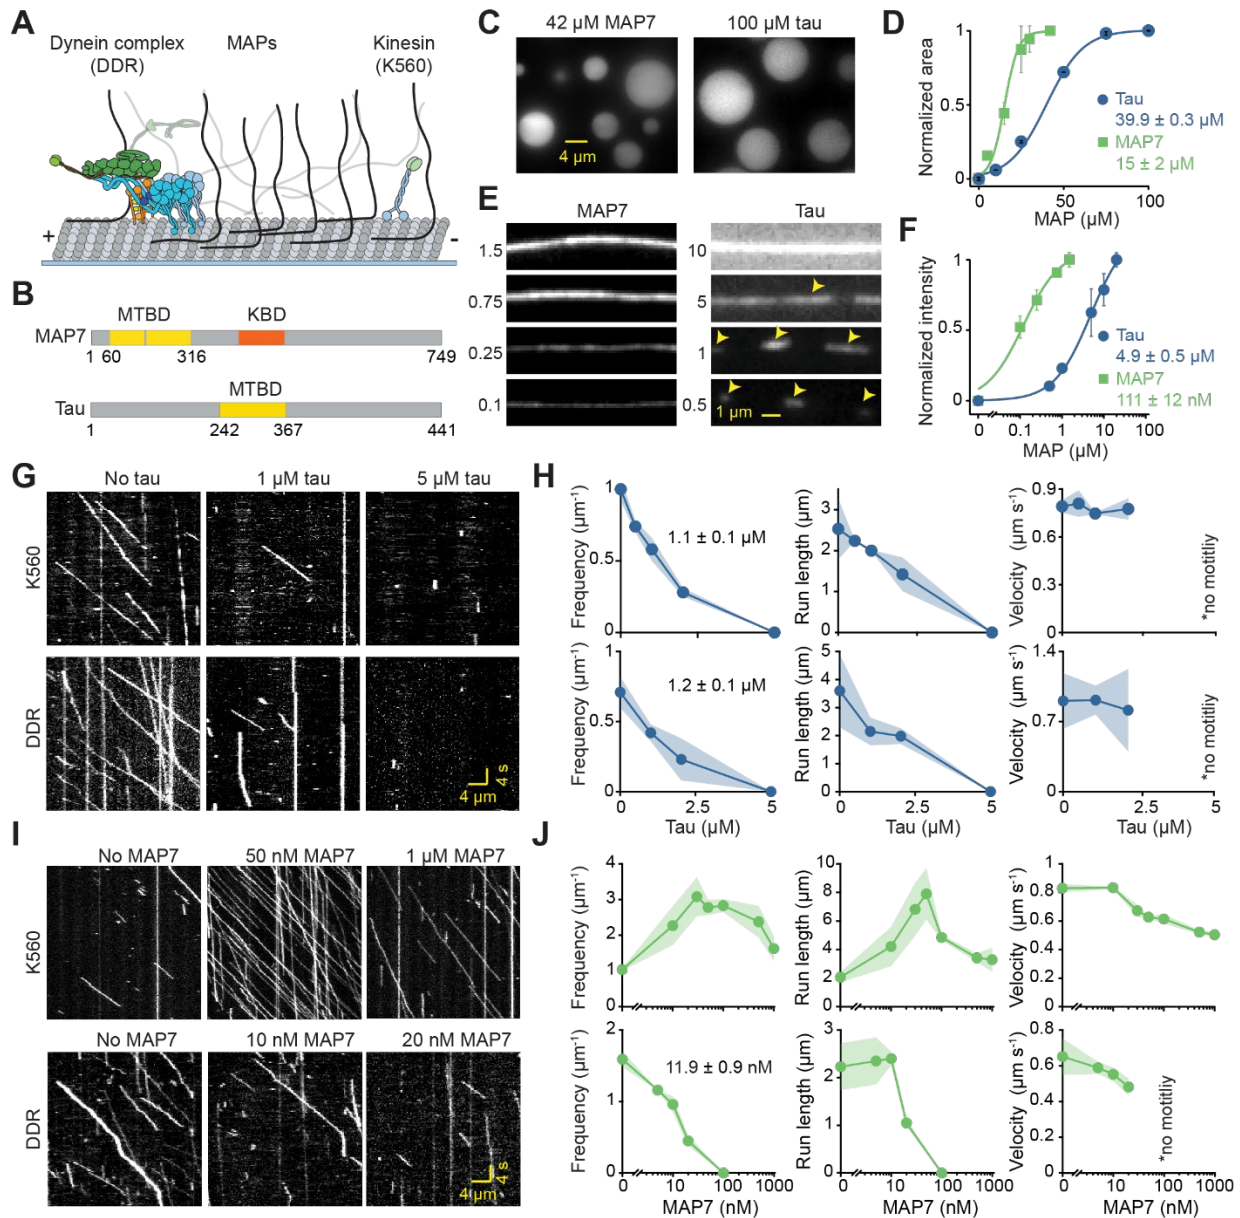 A
Dynein complex
(DDR)
MAPs
Kinesin
(K560)
+
-
B
MTBD
KBD
MAP7
1 60
316
749
MTBD
Tau
1
242
367
441
C
42 µM MAP7
100 µM tau
4 µm
D
Normalized area
1
0.5
0
Tau
39.9 ± 0.3 µM
MAP7
15 ± 2 µM
0
50
100
MAP (µM)
E
MAP7
Tau
1.5
10
0.75
5
0.25
1
0.1
0.5
1 µm
F
Normalized intensity
1
0.5
0
Tau
4.9 ± 0.5 µM
MAP7
111 ± 12 nM
0
0.1
1
10
100
MAP (µM)
G
No tau
1 µM tau
5 µM tau
K560
DDR
4 s
4 µm
H
Frequency (µm-1)
1
0.5
0
1.1 ± 0.1 µM
Run length (µm)
3
2
1
0
Velocity (µm s-1)
0.9
0.6
0.3
0
*no motitliy
Frequency (µm-1)
1
0.5
0
1.2 ± 0.1 µM
0
2.5
5
Tau (µM)
Run length (µm)
5
4
3
2
1
0
0
2.5
5
Tau (µM)
Velocity (µm s-1)
1.4
0.7
0
*no motitliy
0
2.5
5
Tau (µM)
I
No MAP7
50 nM MAP7
1 µM MAP7
K560
No MAP7
10 nM MAP7
20 nM MAP7
DDR
4 s
4 µm
J
Frequency (µm-1)
4
3
2
1
0
Run length (µm)
10
8
6
4
2
0
Velocity (µm s-1)
1
0.8
0.6
0.4
0.2
0
0
10
100
1000
Frequency (µm-1)
2
1
0
11.9 ± 0.9 nM
0
10
100
1000
MAP7 (nM)
Run length (µm)
3
2
1
0
0
10
100
1000
MAP7 (nM)
Velocity (µm s-1)
0.8
0.6
0.4
0.2
0
*no motitliy
0
10
100
1000
MAP7 (nM)